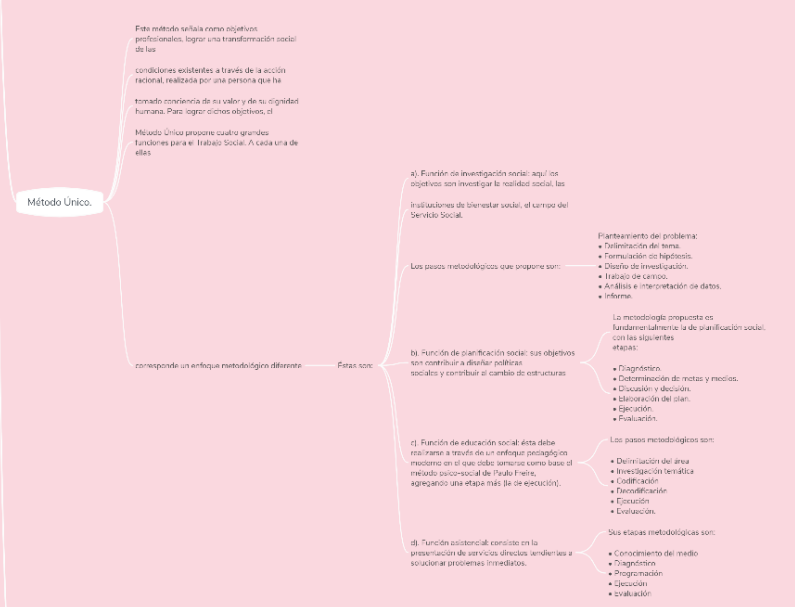 Este método señala como objetivos
profesionales, lograr una transformación social
de las
condiciones existentes a través de la acción
racional, realizada por una persona que ha
tomado conciencia de su valor y de su dignidad
humana. Para lograr dichos objetivos, el
Método Único propone cuatro grandes
funciones para el Trabajo Social. A cada una de
ellas
Método Único.
corresponde un enfoque metodológico diferente
Éstas son:
a). Función de investigación social: aquí los
objetivos son investigar la realidad social, las
instituciones de bienestar social, el campo del
Servicio Social.
Los pasos metodológicos que propone son:
Planteamiento del problema:
• Delimitación del tema.
• Formulación de hipótesis.
• Diseño de investigación.
• Trabajo de campo.
• Análisis e interpretación de datos.
• Informe.
b). Función de planificación social: sus objetivos
son contribuir a diseñar políticas
sociales y contribuir al cambio de estructuras
La metodología propuesta es
fundamentalmente la de planificación social,
con las siguientes
etapas:
• Diagnóstico.
• Determinación de metas y medios.
• Discusión y decisión.
• Elaboración del plan.
• Ejecución.
• Evaluación.
c). Función de educación social: ésta debe
realizarse a través de un enfoque pedagógico
moderno en el que debe tomarse como base el
método psico-social de Paulo Freire,
agregando una etapa más (la de ejecución).
Los pasos metodológicos son:
• Delimitación del área
• Investigación temática
• Codificación
• Decodificación
• Ejecución
• Evaluación.
d). Función asistencial: consiste en la
presentación de servicios directos tendientes a
solucionar problemas inmediatos.
Sus etapas metodológicas son:
• Conocimiento del medio
• Diagnóstico
• Programación
• Ejecución
• Evaluación